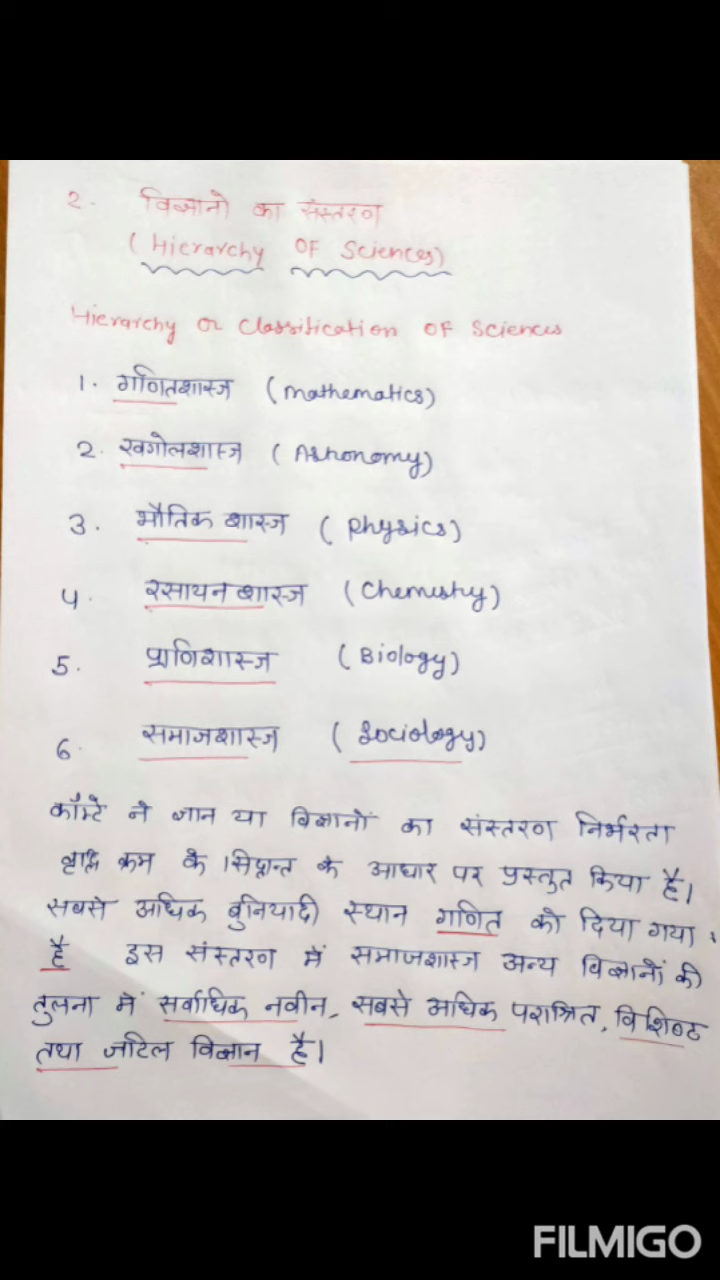 2. विज्ञानो का संस्तरण
(Hierarchy OF Sciences)
Hierarchy or Classification OF Sciences
1. गणितशास्त्र (Mathematics)
2. खगोलशास्त्र (Astronomy)
3. भौतिक शास्त्र (Physics)
4. रसायन शास्त्र (Chemistry)
5. प्राणिशास्त्र (Biology)
6. समाजशास्त्र (Sociology)
कॉम्टे ने ज्ञान या विज्ञानों का संस्तरण निर्भरता
वृद्धि क्रम के सिद्धान्त के आधार पर प्रस्तुत किया है।
सबसे अधिक बुनियादी स्थान गणित को दिया गया
है इस संस्तरण में समाजशास्त्र अन्य विज्ञानों की
तुलना में सर्वाधिक नवीन, सबसे अधिक पराश्रित, विशिष्ठ
तथा जटिल विज्ञान है।
FILMIGO